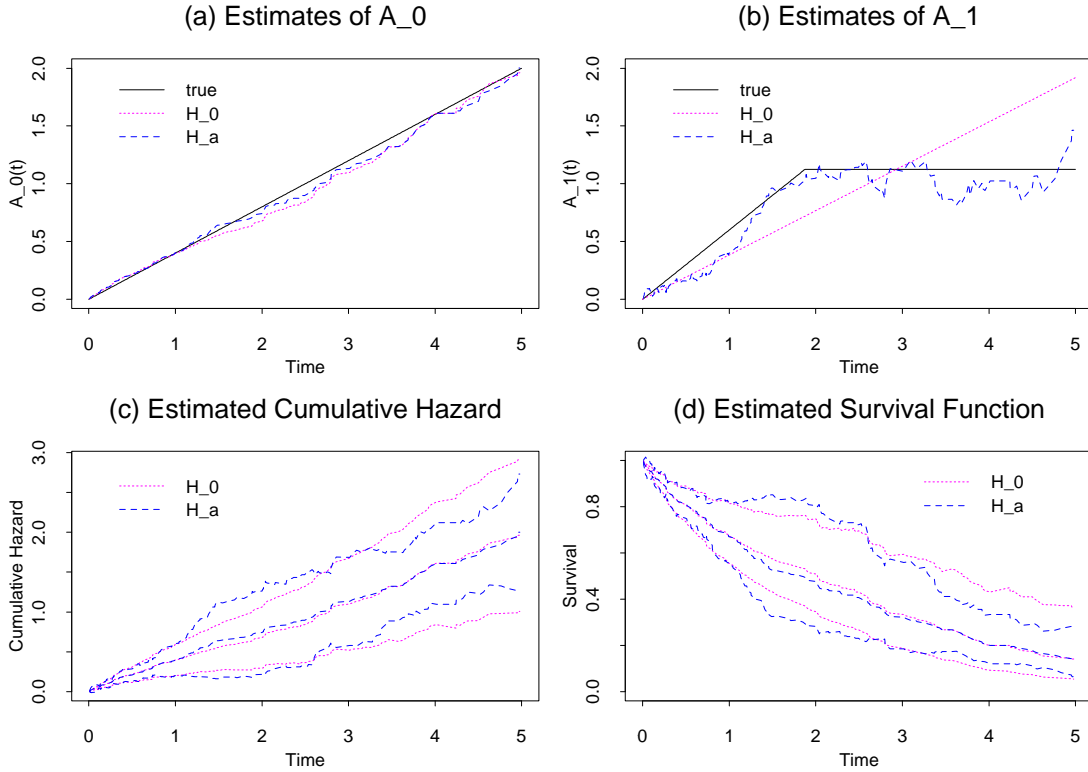 (a) Estimates of A_0
A_0(t)
2.0
1.5
1.0
0.5
0.0
true
H_0
H_a
0 1 2 3 4 5
Time
(b) Estimates of A_1
A_1(t)
2.0
1.5
1.0
0.5
0.0
true
H_0
H_a
0 1 2 3 4 5
Time
(c) Estimated Cumulative Hazard
Cumulative Hazard
3.0
2.0
1.0
0.0
H_0
H_a
0 1 2 3 4 5
Time
(d) Estimated Survival Function
Survival
0.8
0.4
0.0
H_0
H_a
0 1 2 3 4 5
Time